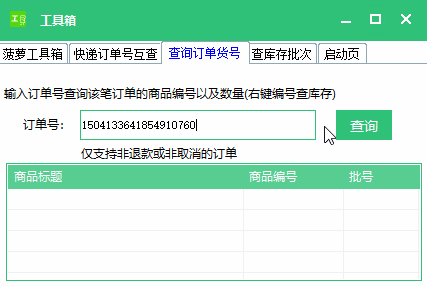 工具箱
菠萝工具箱 快递订单号互查 查询订单货号 查库存批次 启动页
输入订单号查询该笔订单的商品编号以及数量(右键编号查库存)
订单号: 1504133641854910760 查询
仅支持非退款或非取消的订单
商品标题 商品编号 批号